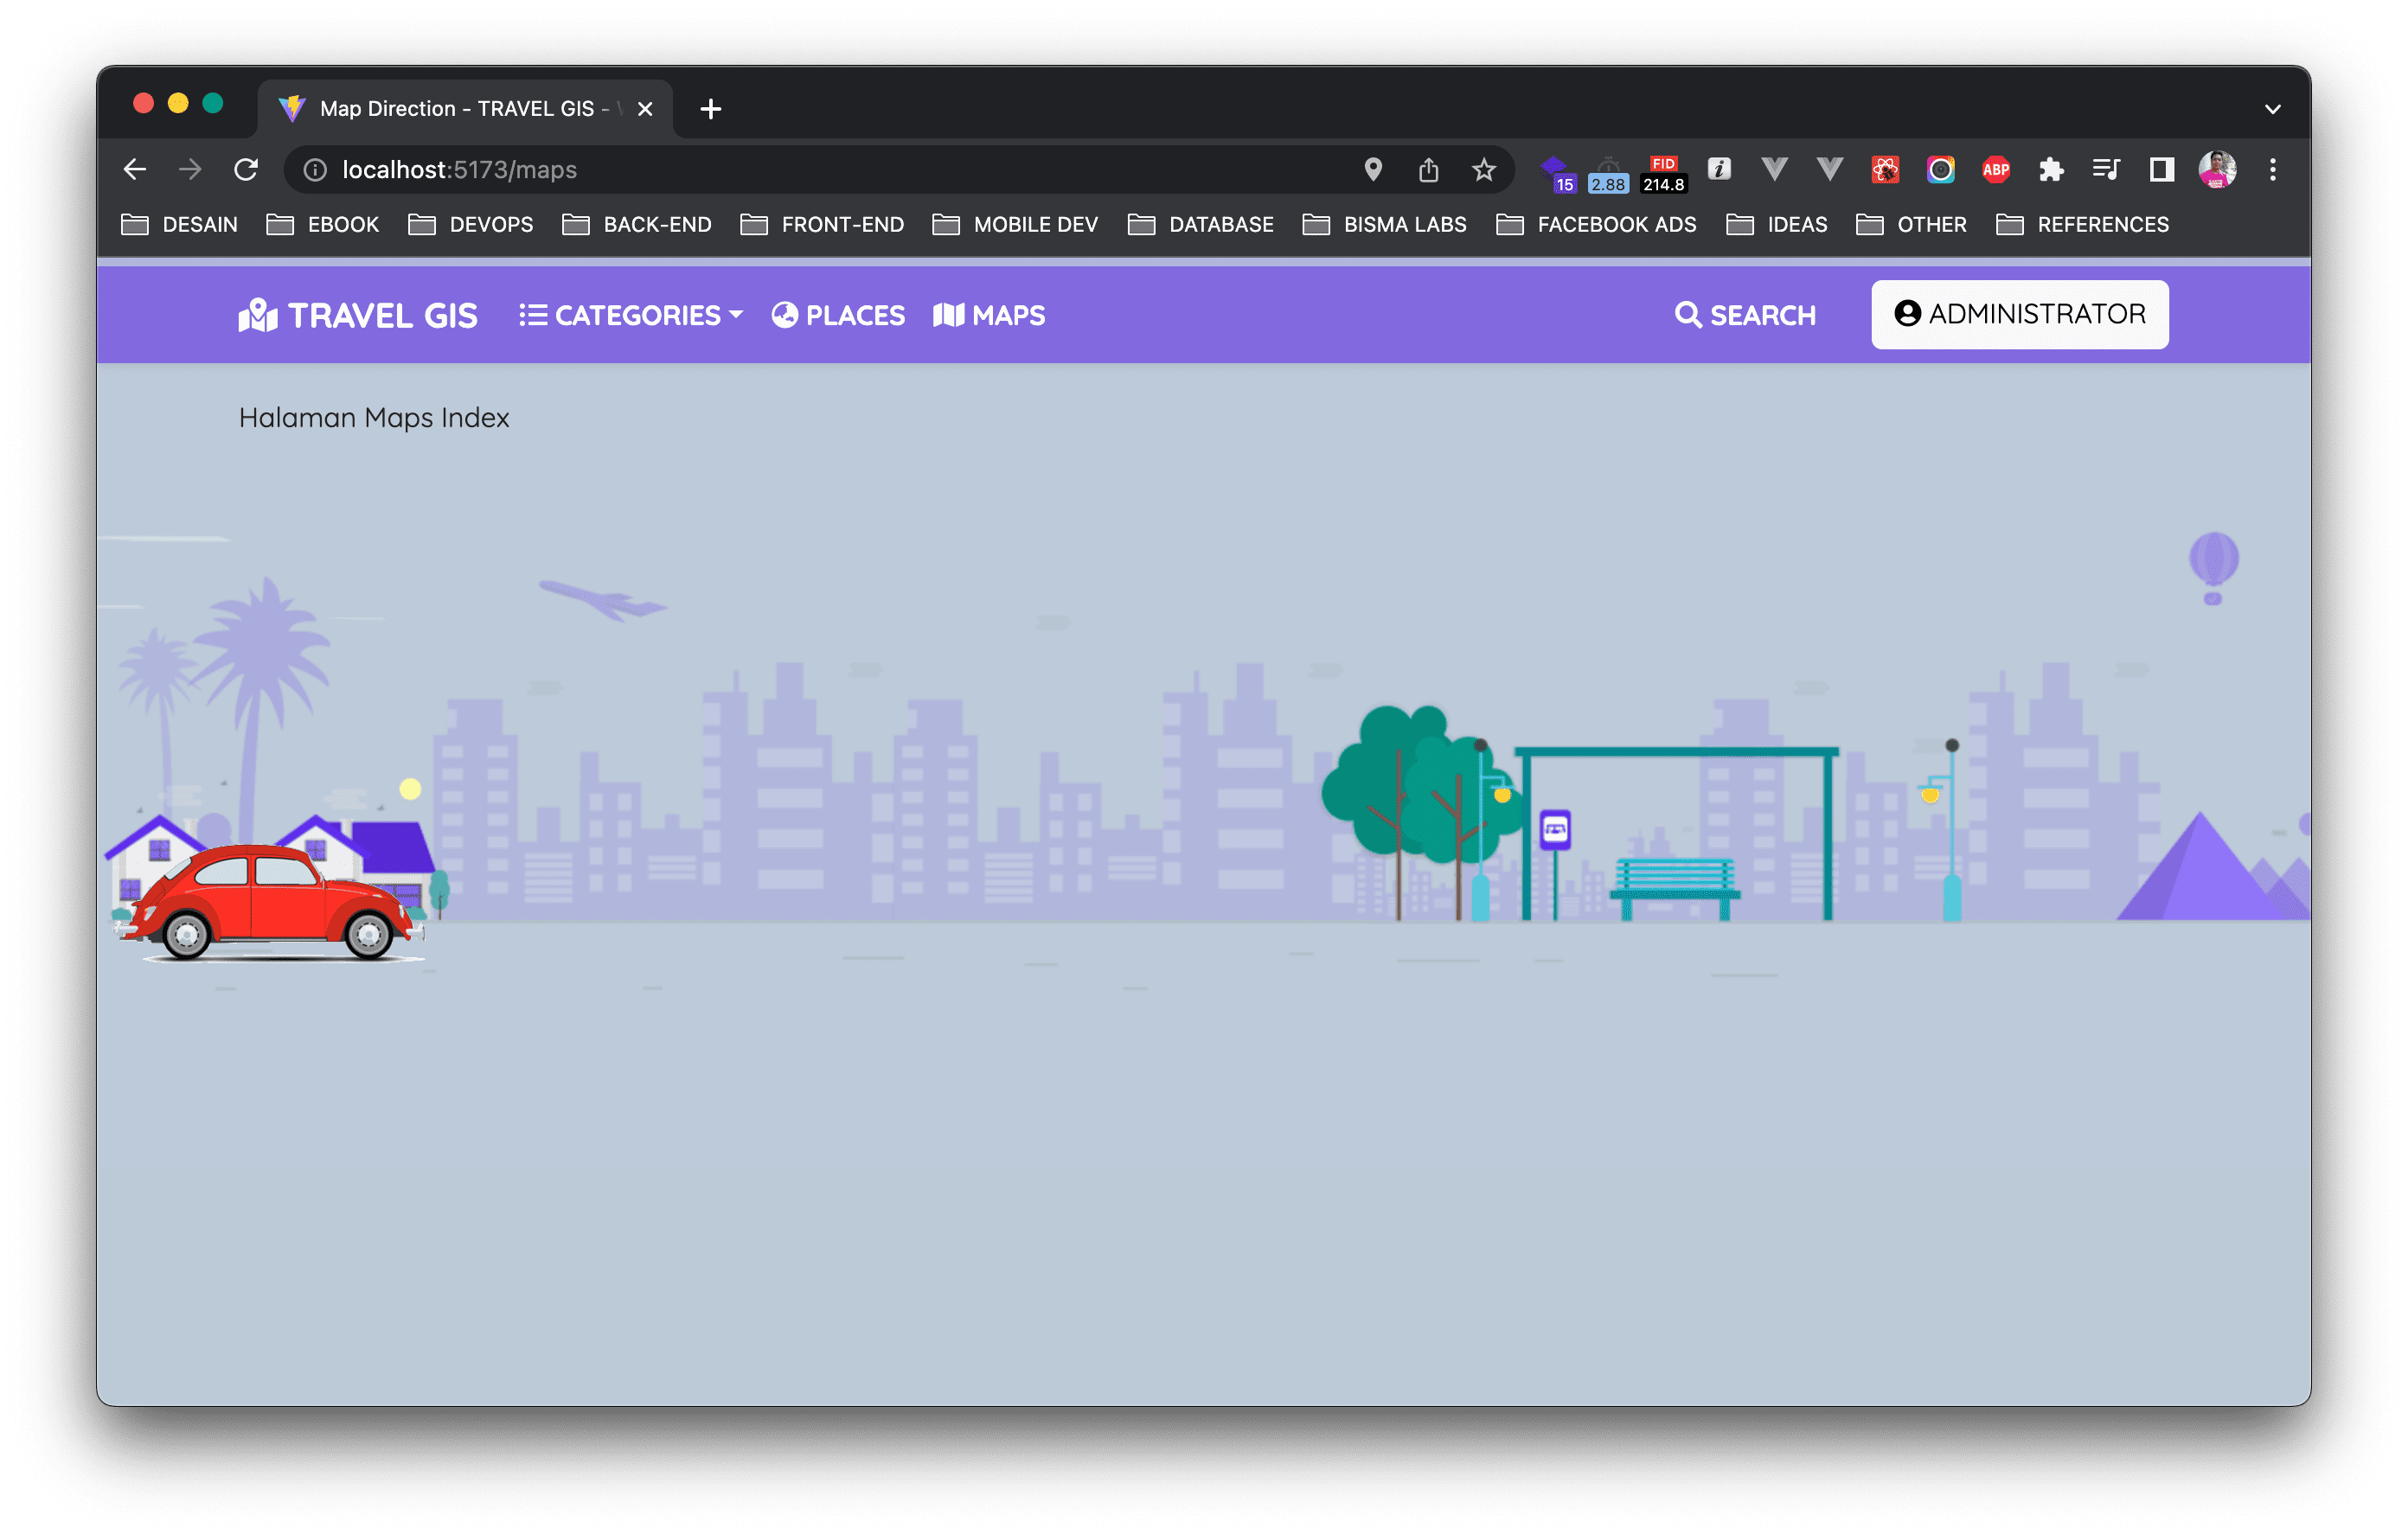 Map Direction - TRAVEL GIS -
localhost:5173/maps
15
2.88
FID
214.8
ABP
DESAIN EBOOK DEVOPS BACK-END FRONT-END MOBILE DEV DATABASE BISMA LABS FACEBOOK ADS IDEAS OTHER REFERENCES
TRAVEL GIS CATEGORIES PLACES MAPS SEARCH ADMINISTRATOR
Halaman Maps Index